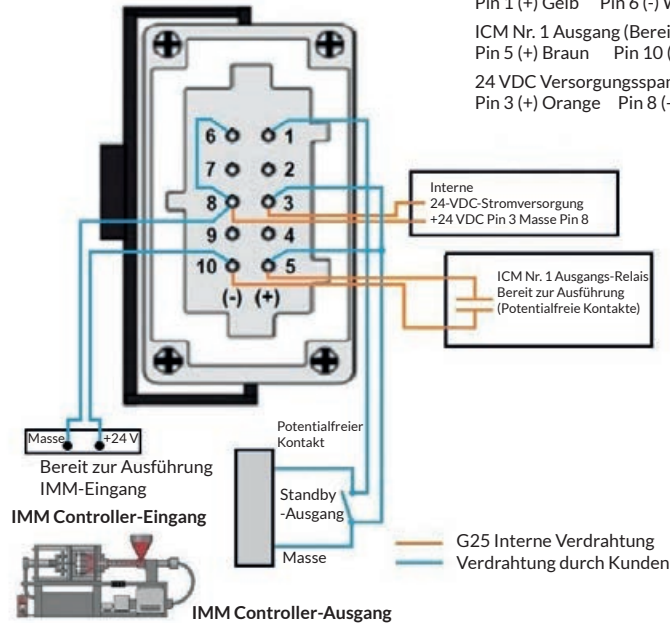 Pin 1 (+) Gelb Pin 6 (-)
ICM Nr. 1 Ausgang
Pin 5 (+) Braun Pin 10
24 VDC
Pin 3 (+) Orange Pin 8
6 1
7 2
8 3
9 4
10 5
(-) (+)
Interne
24-VDC-Stromversorgung
+24 VDC Pin 3 Masse Pin 8
ICM Nr. 1 Ausgangs-Relais
Bereit zur Ausführung
(Potentialfreie Kontakte)
Masse +24 V
Bereit zur Ausführung
IMM-Eingang
IMM Controller-Eingang
Potentialfreier
Kontakt
Standby
-Ausgang
Masse
G25 Interne Verdrahtung
Verdrahtung durch Kunden
IMM Controller-Ausgang